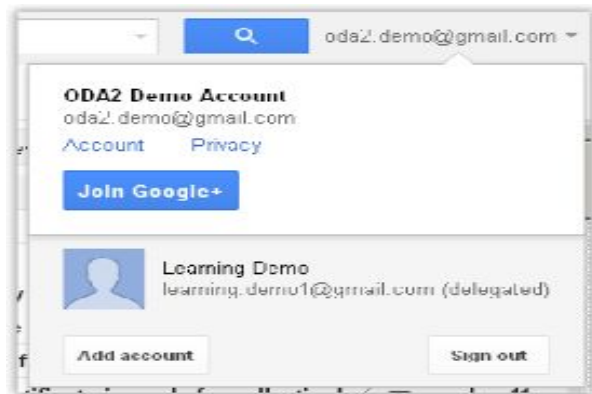 oda2.demo@gmail.com
ODA2 Demo Account
oda2.demo@gmail.com
Account Privacy
Join Google+
Learning Demo
learning.demo1@gmail.com (delegated)
Add account Sign out